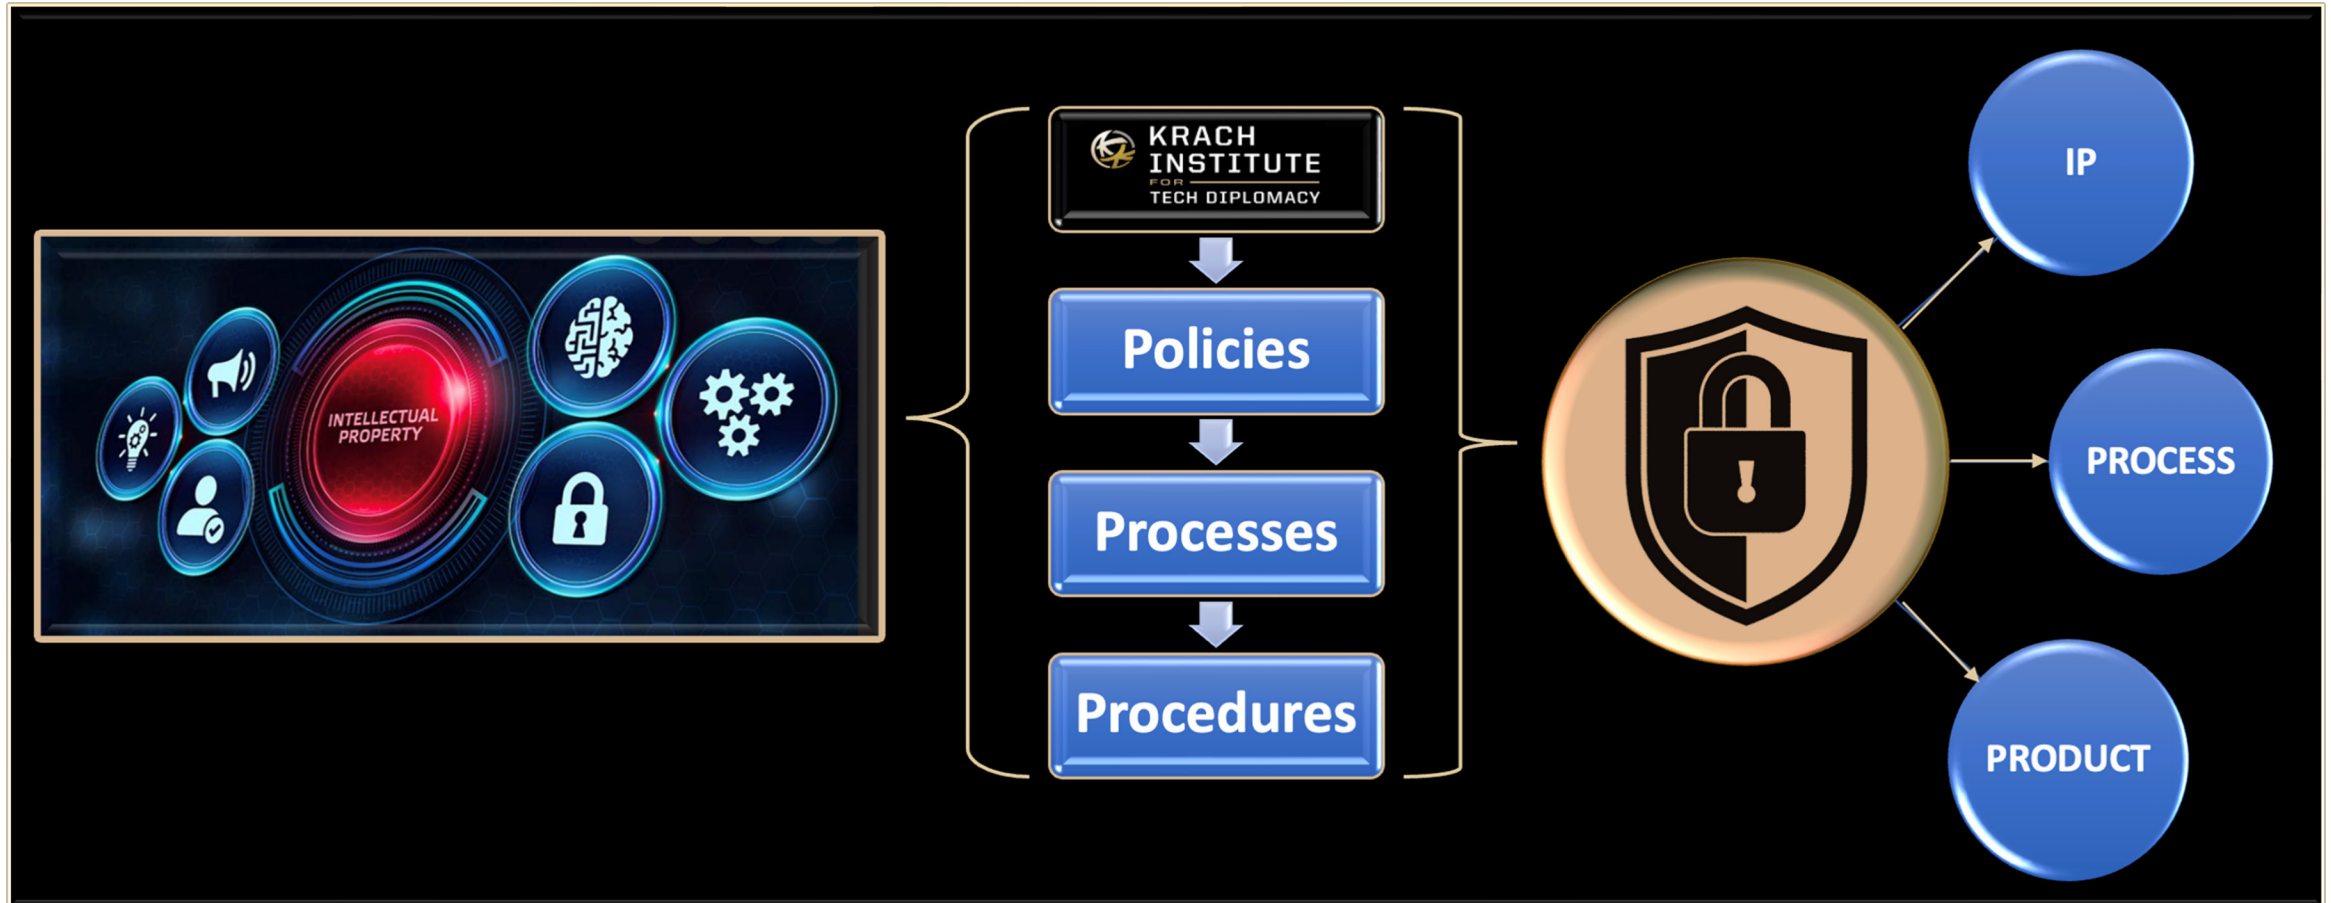 INTELLECTUAL
PROPERTY
KRACH
INSTITUTE
FOR
TECH DIPLOMACY
Policies
Processes
Procedures
IP
PROCESS
PRODUCT